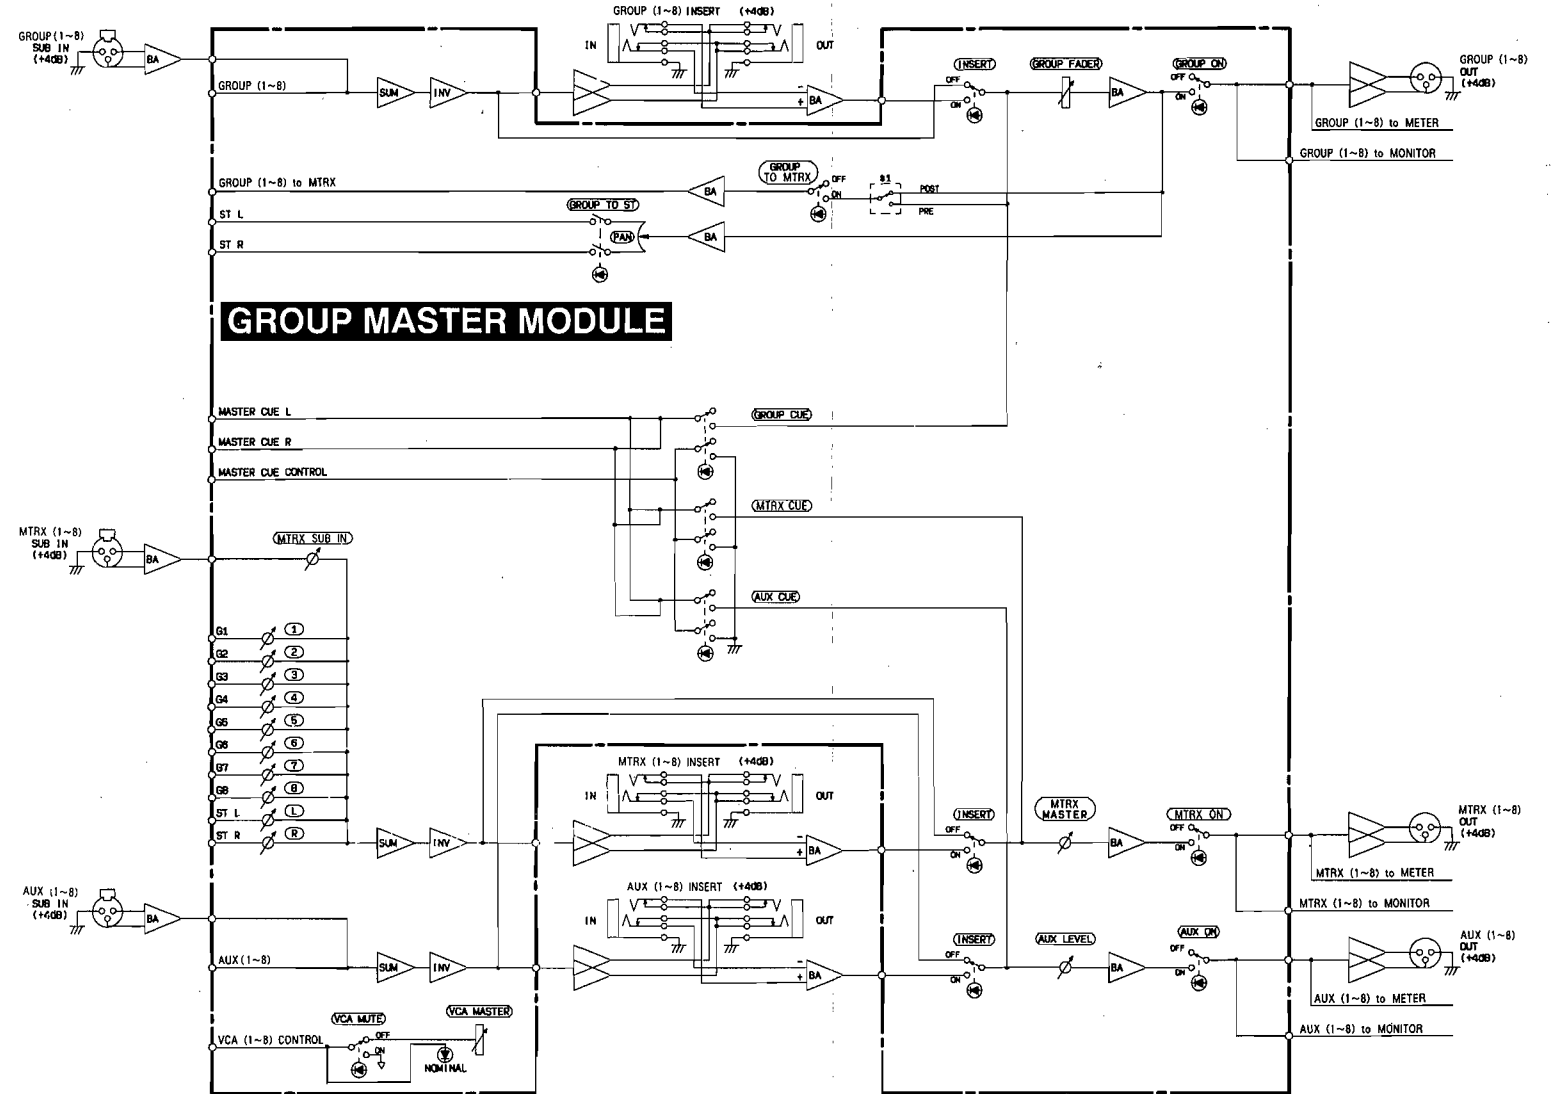 GROUP (1~8) INSERT (+4dB)
IN
OUT
GROUP (1~8)
SUB IN
(+4dB)
BA
GROUP (1~8)
SUM
INV
BA
INSERT
OFF
ON
GROUP FADER
BA
GROUP ON
OFF
ON
GROUP (1~8)
OUT
(+4dB)
GROUP (1~8) to METER
GROUP (1~8) to MONITOR
GROUP (1~8) to MTRX
BA
GROUP
TO MTRX
OFF
ON
POST
PRE
ST L
ST R
GROUP TO ST
PAN
BA
GROUP MASTER MODULE
MASTER CUE L
MASTER CUE R
MASTER CUE CONTROL
GROUP CUE
MTRX CUE
AUX CUE
MTRX (1~8)
SUB IN
(+4dB)
BA
MTRX SUB IN
G1 1
G2 2
G3 3
G4 4
G5 5
G6 6
G7 7
G8 8
ST L L
ST R R
SUM
INV
MTRX (1~8) INSERT (+4dB)
IN
OUT
- +
BA
INSERT
OFF
ON
MTRX
MASTER
BA
MTRX ON
OFF
ON
MTRX (1~8)
OUT
(+4dB)
MTRX (1~8) to METER
MTRX (1~8) to MONITOR
AUX (1~8)
SUB IN
(+4dB)
BA
AUX(1~8)
SUM
INV
AUX (1~8) INSERT (+4dB)
IN
OUT
- +
BA
INSERT
OFF
ON
AUX LEVEL
BA
AUX ON
OFF
ON
AUX (1~8)
OUT
(+4dB)
AUX (1~8) to METER
AUX (1~8) to MONITOR
VCA (1~8) CONTROL
VCA MUTE
OFF
ON
VCA MASTER
NOMINAL